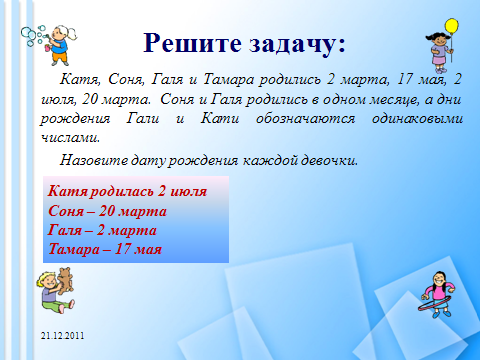 Решите задачу:
Катя, Соня, Галя и Тамара родились 2 марта, 17 мая, 2
июля, 20 марта. Соня и Галя родились в одном месяце, а дни
рождения Гали и Кати обозначаются одинаковыми
числами.
Назовите дату рождения каждой девочки.
Катя родилась 2 июля
Соня – 20 марта
Галя – 2 марта
Тамара – 17 мая
21.12.2011